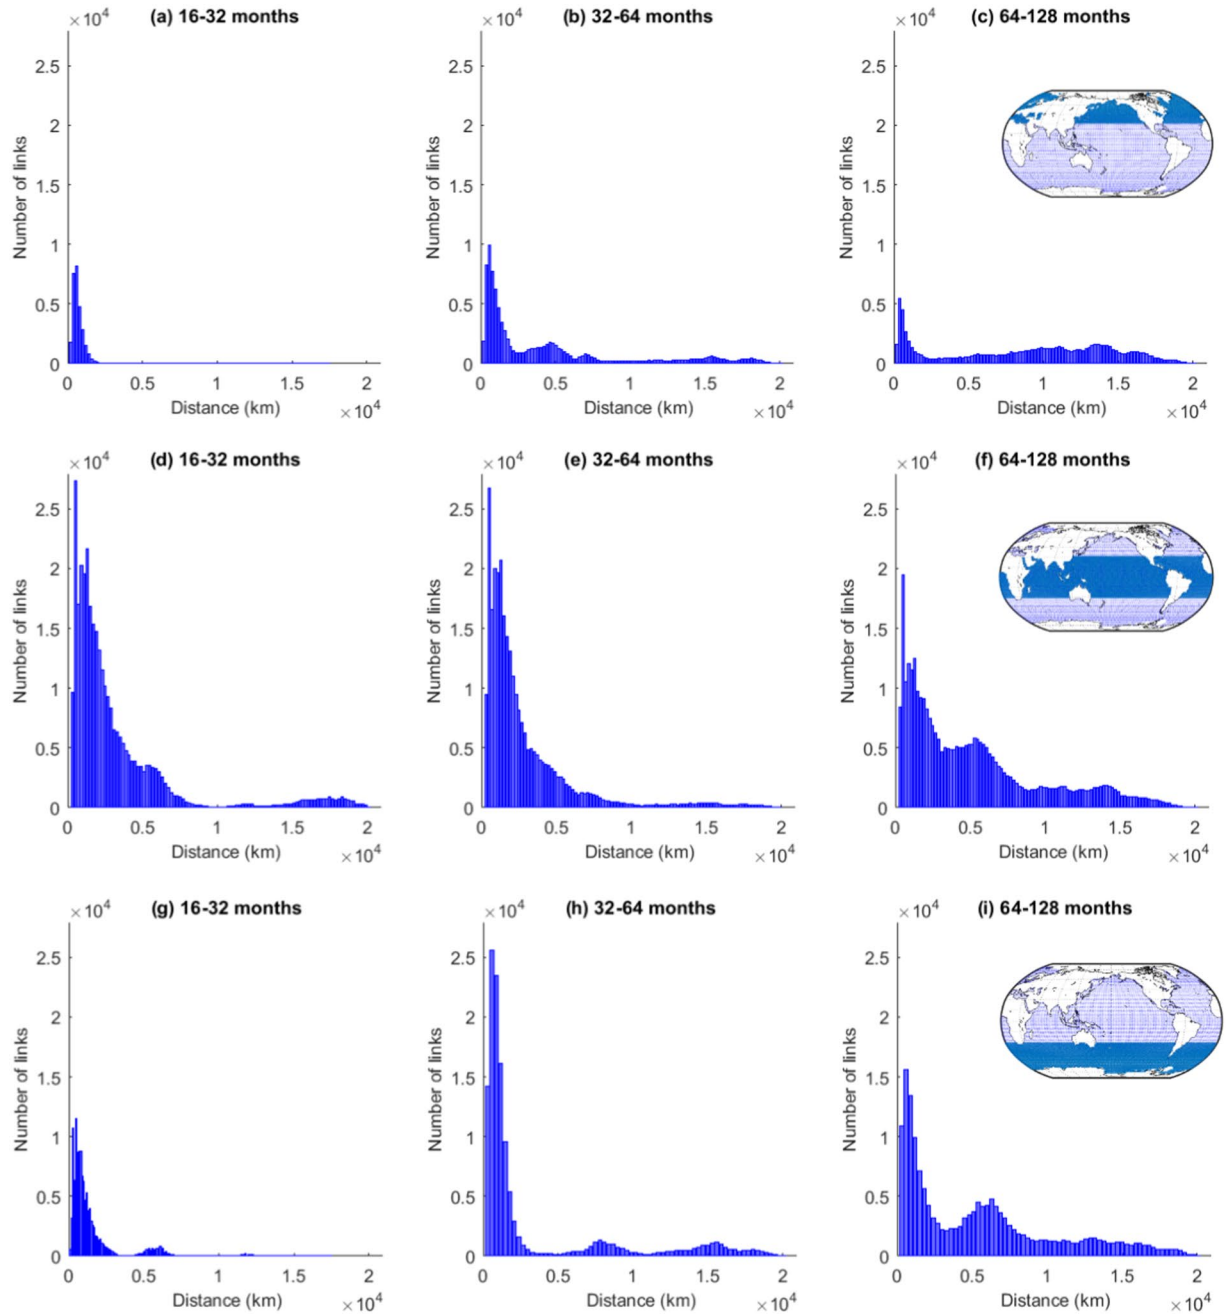 (a) 16-32 months
(b) 32-64 months
(c) 64-128 months
×10⁴
×10⁴
×10⁴
2.5
2
1.5
1
0.5
0
Number of links
0 0.5 1 1.5 2
Distance (km)
×10⁴
2.5
2
1.5
1
0.5
0
Number of links
0 0.5 1 1.5 2
Distance (km)
×10⁴
2.5
2
1.5
1
0.5
0
Number of links
0 0.5 1 1.5 2
Distance (km)
×10⁴
(d) 16-32 months
(e) 32-64 months
(f) 64-128 months
×10⁴
×10⁴
×10⁴
2.5
2
1.5
1
0.5
0
Number of links
0 0.5 1 1.5 2
Distance (km)
×10⁴
2.5
2
1.5
1
0.5
0
Number of links
0 0.5 1 1.5 2
Distance (km)
×10⁴
2.5
2
1.5
1
0.5
0
Number of links
0 0.5 1 1.5 2
Distance (km)
×10⁴
(g) 16-32 months
(h) 32-64 months
(i) 64-128 months
×10⁴
×10⁴
×10⁴
2.5
2
1.5
1
0.5
0
Number of links
0 0.5 1 1.5 2
Distance (km)
×10⁴
2.5
2
1.5
1
0.5
0
Number of links
0 0.5 1 1.5 2
Distance (km)
×10⁴
2.5
2
1.5
1
0.5
0
Number of links
0 0.5 1 1.5 2
Distance (km)
×10⁴